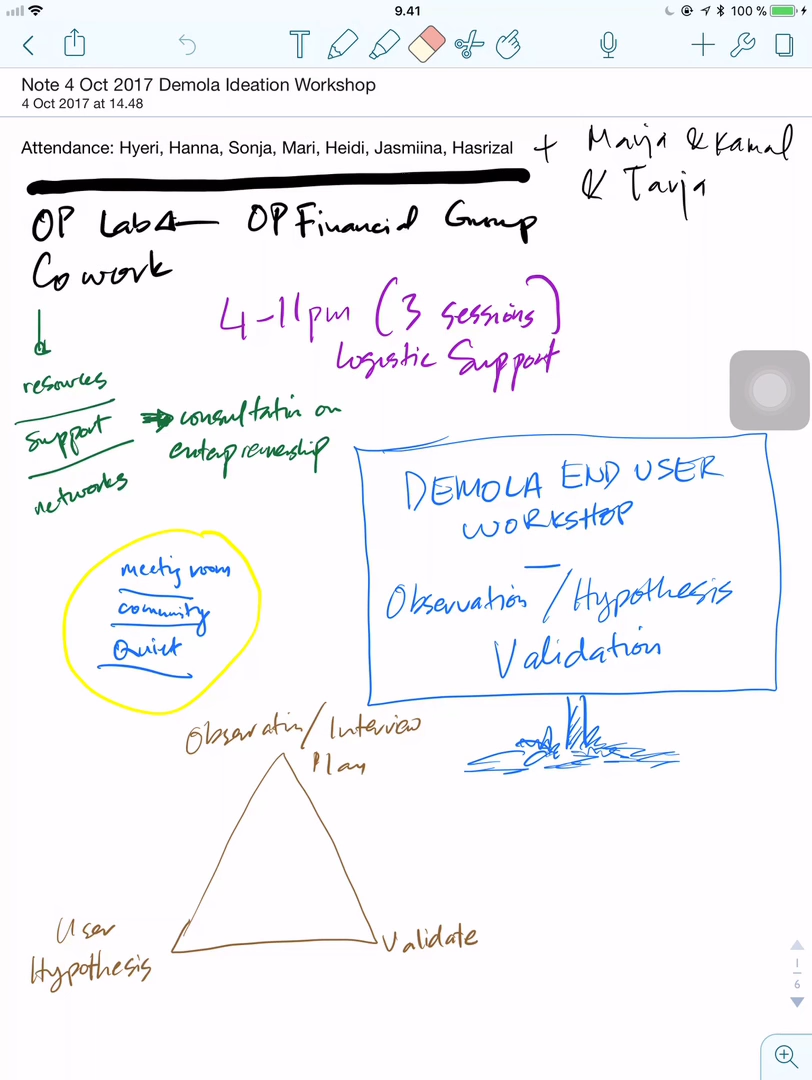 9.41
100 %
T
Note 4 Oct 2017 Demola Ideation Workshop
4 Oct 2017 at 14.48
Attendance: Hyeri, Hanna, Sonja, Mari, Heidi, Jasmiina, Hasrizal + Marja & Kamal
& Tarja
OP Lab ← OP Financial Group
Cowork
4-11pm (3 sessions)
Logistic Support
resources
support
networks
⇒ consultation on
entrepreneurship
DEMOLA END USER
WORKSHOP
—
Observation / Hypothesis
Validation
meeting room
community
Quiet
Observation / Interview
Plan
User
Hypothesis
Validate
1
6